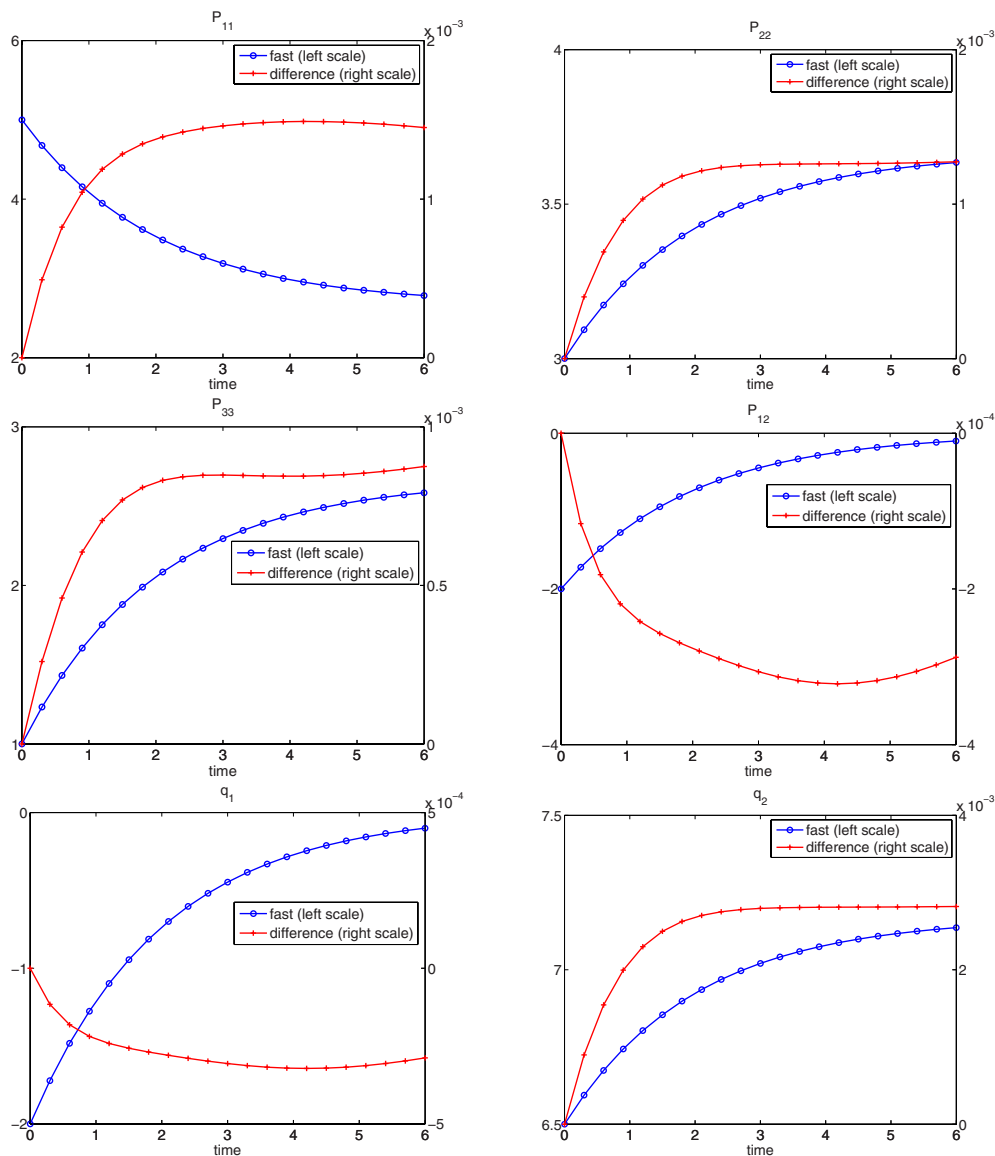 P11
x 10−3
6
2
fast (left scale)
difference (right scale)
4
1
2
0
0 1 2 3 4 5 6
time
P22
x 10−3
4
2
fast (left scale)
difference (right scale)
3.5
1
3
0
0 1 2 3 4 5 6
time
P33
x 10−3
3
1
fast (left scale)
difference (right scale)
2
0.5
1
0
0 1 2 3 4 5 6
time
P12
x 10−4
0
0
fast (left scale)
difference (right scale)
−2
−2
−4
−4
0 1 2 3 4 5 6
time
q1
x 10−4
0
5
fast (left scale)
difference (right scale)
−1
0
−2
−5
0 1 2 3 4 5 6
time
q2
x 10−3
7.5
4
fast (left scale)
difference (right scale)
7
2
6.5
0
0 1 2 3 4 5 6
time